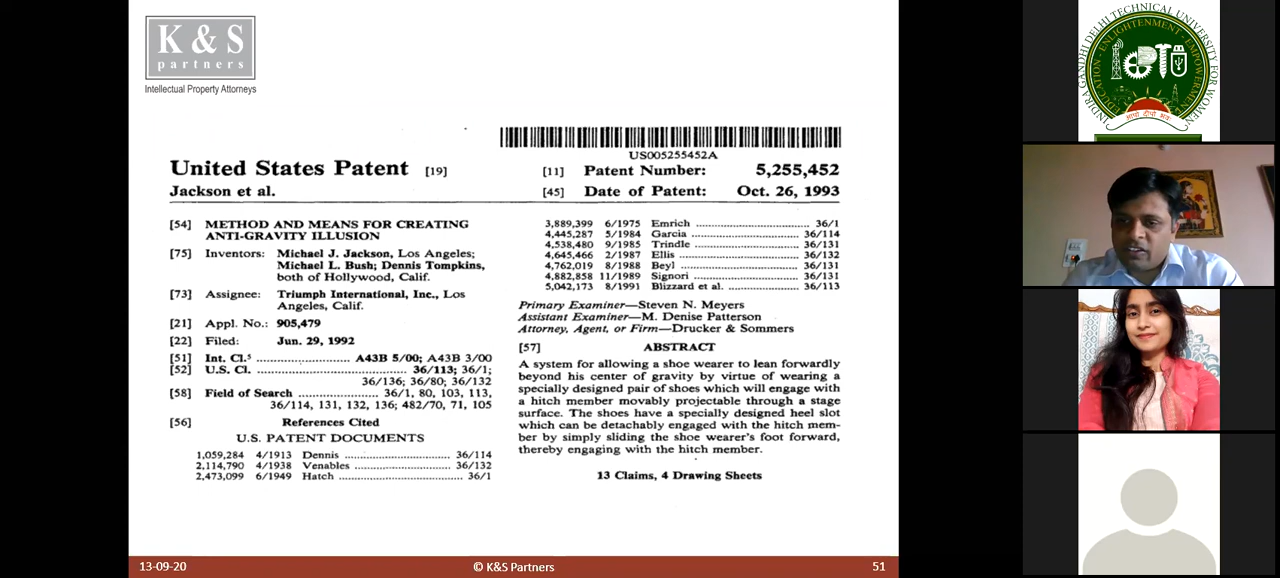 K & S
partners
Intellectual Property Attorneys
US005255452A
United States Patent [19]
Jackson et al.
[11] Patent Number: 5,255,452
[45] Date of Patent: Oct. 26, 1993
[54] METHOD AND MEANS FOR CREATING
ANTI-GRAVITY ILLUSION
[75] Inventors: Michael J. Jackson, Los Angeles;
Michael L. Bush; Dennis Tompkins,
both of Hollywood, Calif.
[73] Assignee: Triumph International, Inc., Los
Angeles, Calif.
[21] Appl. No.: 905,479
[22] Filed: Jun. 29, 1992
[51] Int. Cl.⁵ ........................ A43B 5/00; A43B 3/00
[52] U.S. Cl. ........................................ 36/113; 36/1;
36/136; 36/80; 36/132
[58] Field of Search ..................... 36/1, 80, 103, 113,
36/114, 131, 132, 136; 482/70, 71, 105
[56] References Cited
U.S. PATENT DOCUMENTS
1,059,284 4/1913 Dennis .................................. 36/114
2,114,790 4/1938 Venables ............................... 36/132
2,473,099 6/1949 Hatch ...................................... 36/1
3,889,399 6/1975 Emrich .................................... 36/1
4,445,287 5/1984 Garcia .................................. 36/114
4,538,480 9/1985 Trindle ................................. 36/131
4,645,466 2/1987 Ellis ...................................... 36/132
4,762,019 8/1988 Beyl ...................................... 36/131
4,882,858 11/1989 Signori ................................. 36/131
5,042,173 8/1991 Blizzard et al. ...................... 36/113
Primary Examiner—Steven N. Meyers
Assistant Examiner—M. Denise Patterson
Attorney, Agent, or Firm—Drucker & Sommers
[57] ABSTRACT
A system for allowing a shoe wearer to lean forwardly
beyond his center of gravity by virtue of wearing a
specially designed pair of shoes which will engage with
a hitch member movably projectable through a stage
surface. The shoes have a specially designed heel slot
which can be detachably engaged with the hitch mem-
ber by simply sliding the shoe wearer's foot forward,
thereby engaging with the hitch member.
13 Claims, 4 Drawing Sheets
13-09-20
© K&S Partners
51
INDIRA GANDHI DELHI TECHNICAL UNIVERSITY FOR WOMEN
EDUCATION - ENLIGHTENMENT - EMPOWERMENT